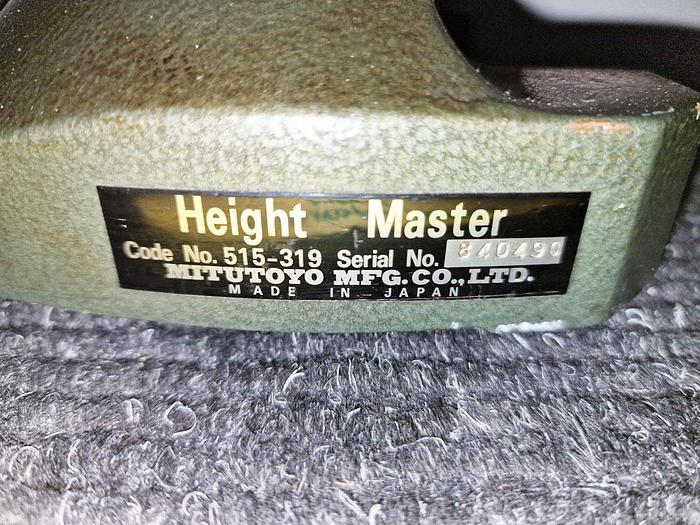 Height Master
Code No. 515-319 Serial No. 840490
MITUTOYO MFG. CO., LTD.
MADE IN JAPAN